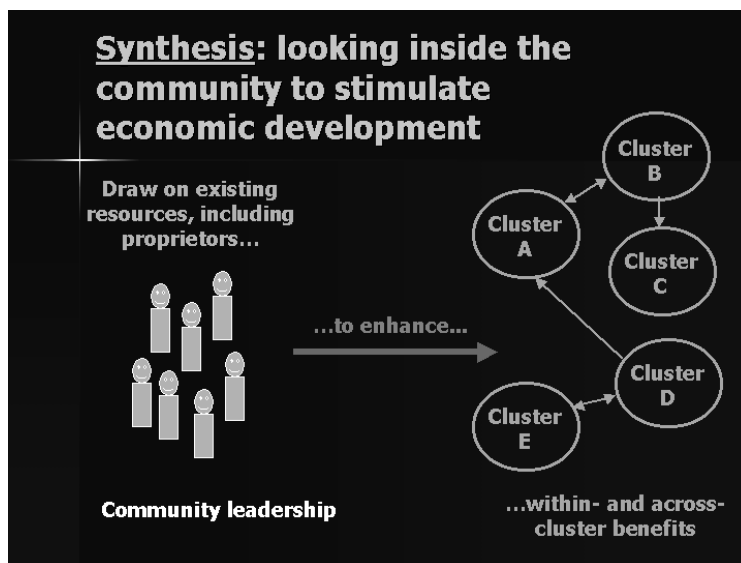 Synthesis: looking inside the
community to stimulate
economic development
Draw on existing
resources, including
proprietors...
...to enhance...
Cluster
B
Cluster
A
Cluster
C
Cluster
D
Cluster
E
Community leadership
...within- and across-
cluster benefits